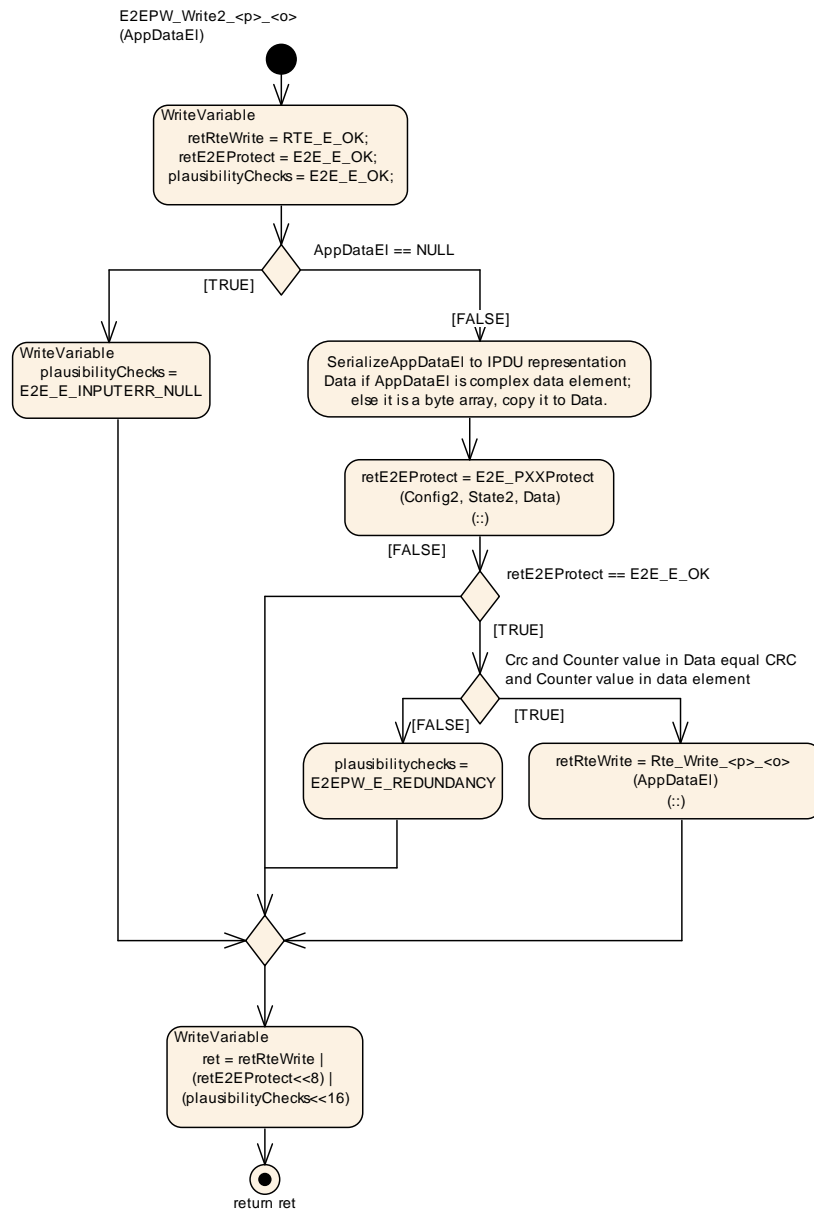 E2EPW_Write2_<p>_<o>
(AppDataEl)
WriteVariable
retRteWrite = RTE_E_OK;
retE2EProtect = E2E_E_OK;
plausibilityChecks = E2E_E_OK;
AppDataEl == NULL
[TRUE]
[FALSE]
WriteVariable
plausibilityChecks =
E2E_E_INPUTERR_NULL
SerializeAppDataEl to IPDU representation
Data if AppDataEl is complex data element;
else it is a byte array, copy it to Data.
retE2EProtect = E2E_PXXProtect
(Config2, State2, Data)
(::)
[FALSE]
retE2EProtect == E2E_E_OK
[TRUE]
Crc and Counter value in Data equal CRC
and Counter value in data element
[FALSE]
[TRUE]
plausibilitychecks =
E2EPW_E_REDUNDANCY
retRteWrite = Rte_Write_<p>_<o>
(AppDataEl)
(::)
WriteVariable
ret = retRteWrite |
(retE2EProtect<<8) |
(plausibilityChecks<<16)
return ret